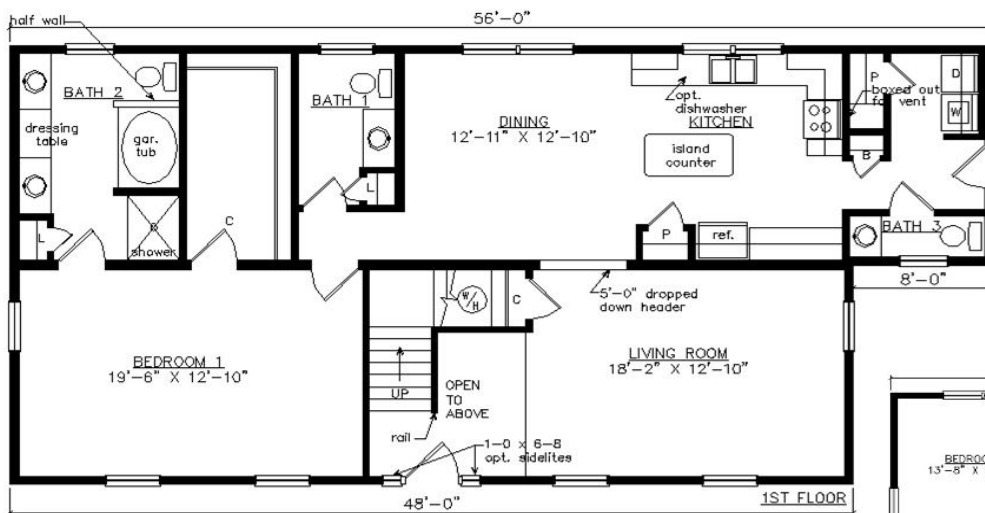 half wall
56'-0"
BATH 2
dressing
table
gar.
tub
L
shower
C
BATH 1
L
DINING
12'-11" X 12'-10"
opt.
dishwasher
KITCHEN
island
counter
P
boxed out
for vent
D
W
B
P
ref.
BATH 3
8'-0"
5'-0" dropped
down header
W/H
C
BEDROOM 1
19'-6" X 12'-10"
UP
rail
OPEN
TO
ABOVE
LIVING ROOM
18'-2" X 12'-10"
1-0 x 6-8
opt. sidelites
48'-0"
1ST FLOOR
BEDROO
13'-8" X